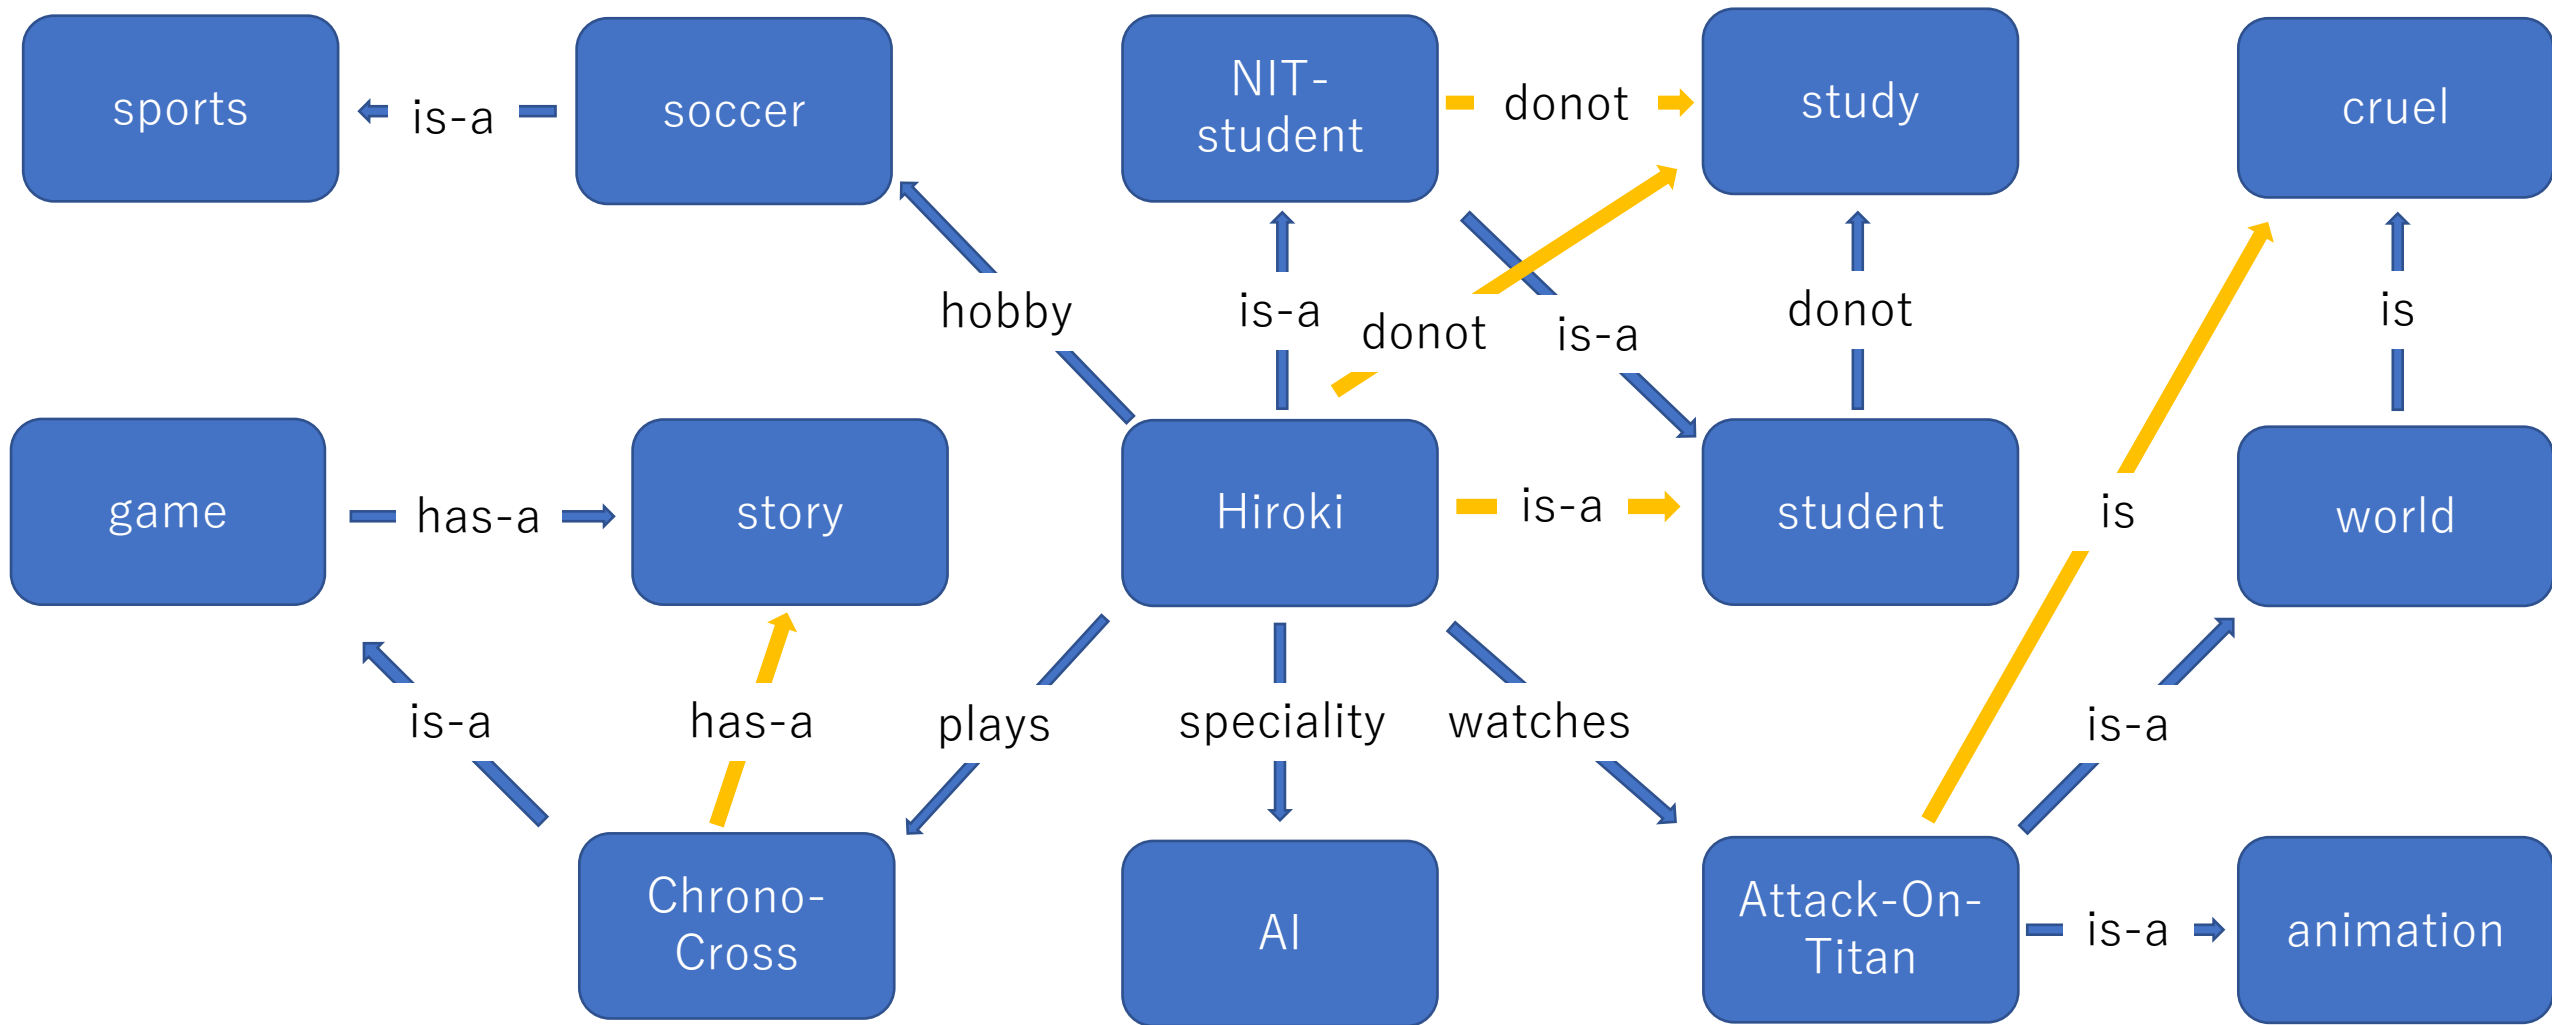 sports
is-a
soccer
NIT-
student
donot
study
cruel
hobby
is-a
donot
is-a
donot
is
game
has-a
story
Hiroki
is-a
student
is
world
is-a
has-a
plays
speciality
watches
is-a
Chrono-
Cross
AI
Attack-On-
Titan
is-a
animation